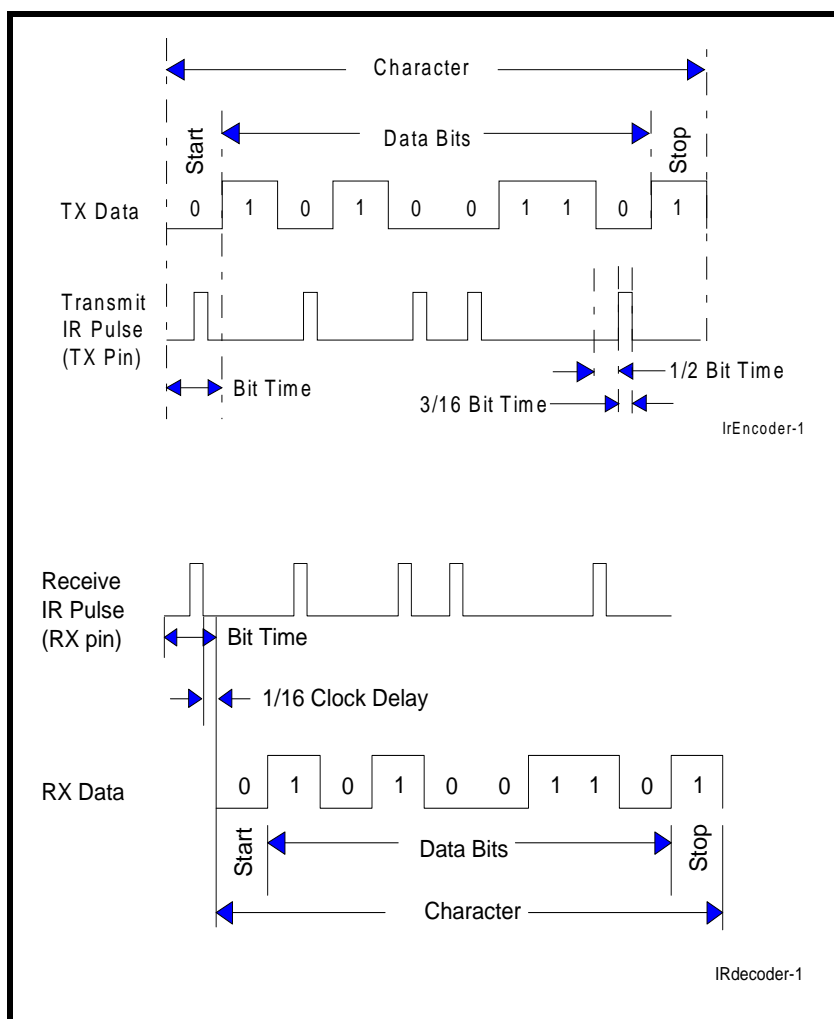 Character
Start
Data Bits
Stop
TX Data
0 1 0 1 0 0 1 1 0 1
Transmit
IR Pulse
(TX Pin)
Bit Time
1/2 Bit Time
3/16 Bit Time
IrEncoder-1
Receive
IR Pulse
(RX pin)
Bit Time
1/16 Clock Delay
RX Data
0 1 0 1 0 0 1 1 0 1
Start
Data Bits
Stop
Character
IRdecoder-1